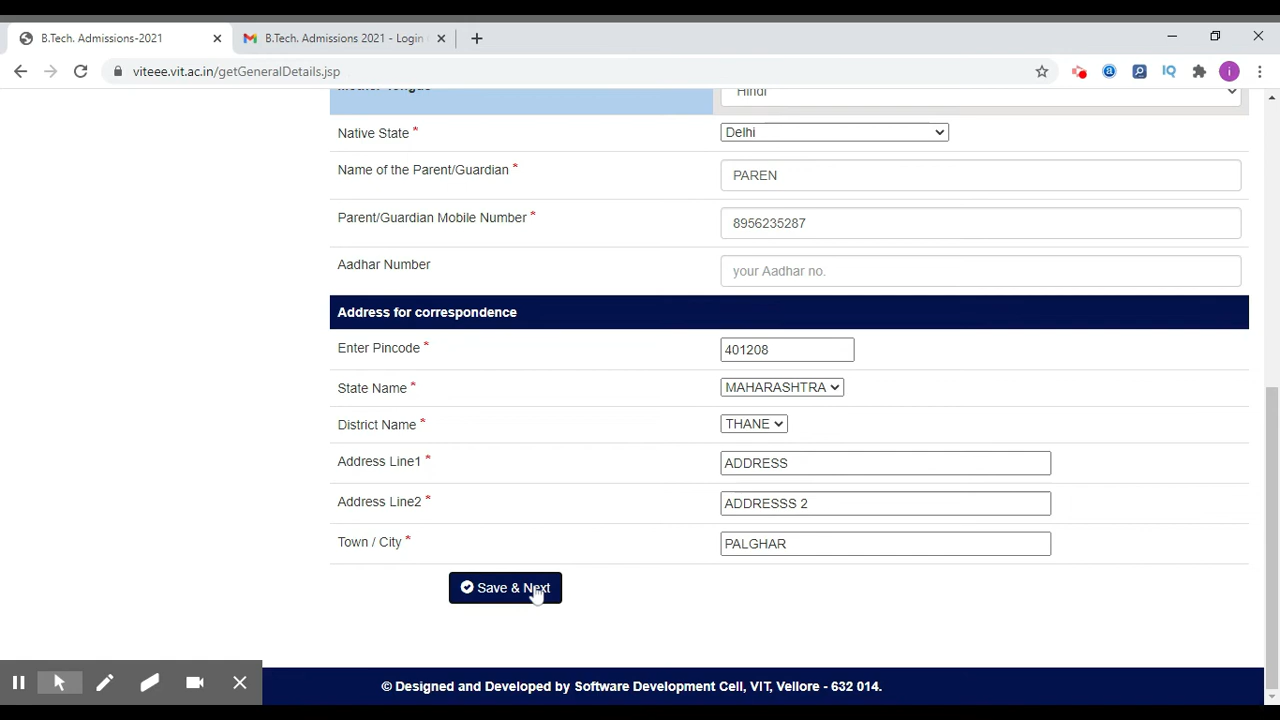 B.Tech. Admissions-2021
B.Tech. Admissions 2021 - Login
viteee.vit.ac.in/getGeneralDetails.jsp
IQ
i
Mother Tongue
Hindi
Native State *
Delhi
Name of the Parent/Guardian *
PAREN
Parent/Guardian Mobile Number *
8956235287
Aadhar Number
your Aadhar no.
Address for correspondence
Enter Pincode *
401208
State Name *
MAHARASHTRA
District Name *
THANE
Address Line1 *
ADDRESS
Address Line2 *
ADDRESSS 2
Town / City *
PALGHAR
Save & Next
© Designed and Developed by Software Development Cell, VIT, Vellore - 632 014.